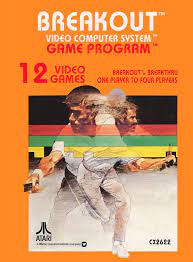 BREAKOUT™
VIDEO COMPUTER SYSTEM™
GAME PROGRAM™
12 VIDEO GAMES
BREAKOUT & BREAKTHRU
ONE PLAYER TO FOUR PLAYERS
ATARI
CX2622